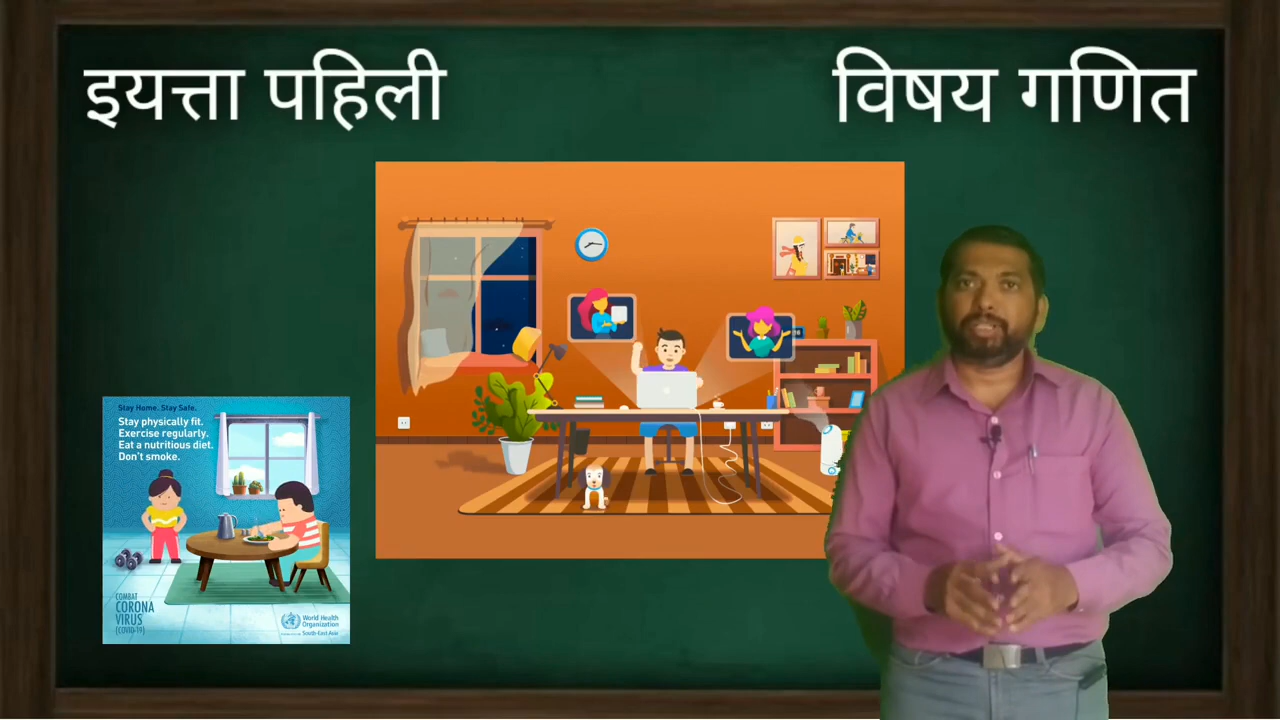 इयत्ता पहिली
विषय गणित
Stay Home. Stay Safe.
Stay physically fit.
Exercise regularly.
Eat a nutritious diet.
Don't smoke.
COMBAT
CORONA
VIRUS
(COVID-19)
World Health
Organization
South-East Asia